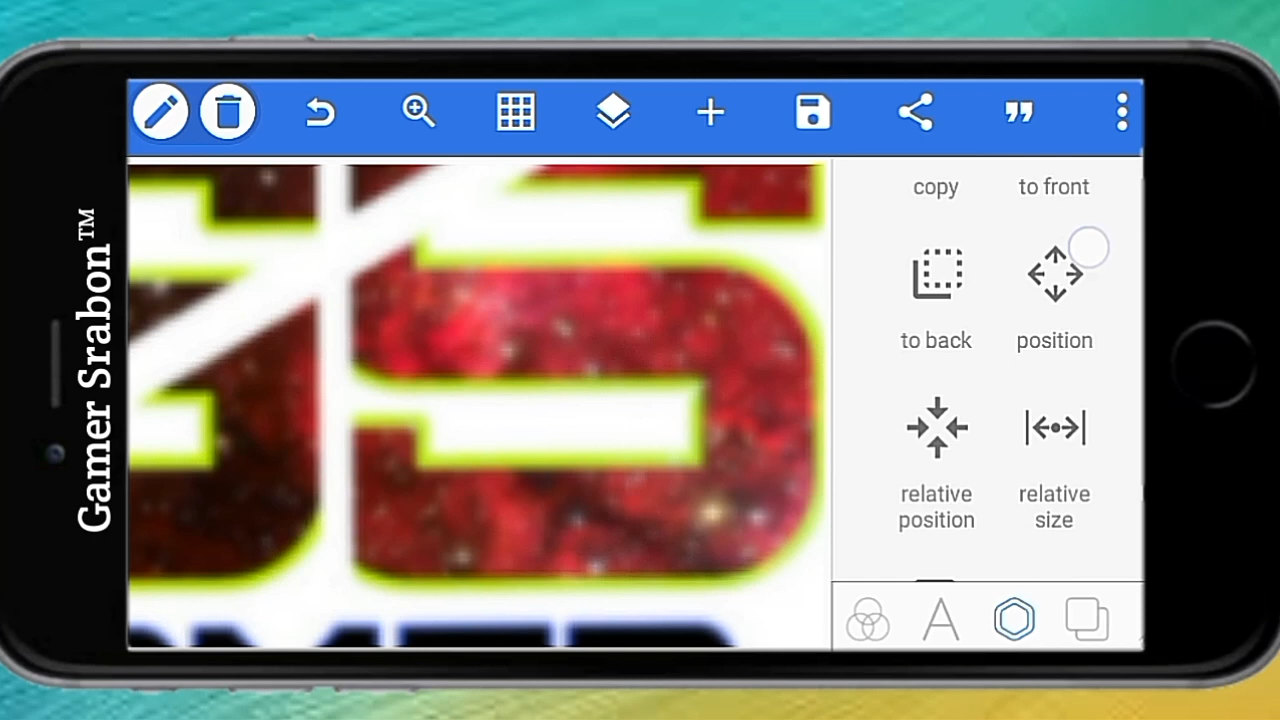 Gamer Srabon™
copy
to front
to back
position
relative
position
relative
size
S